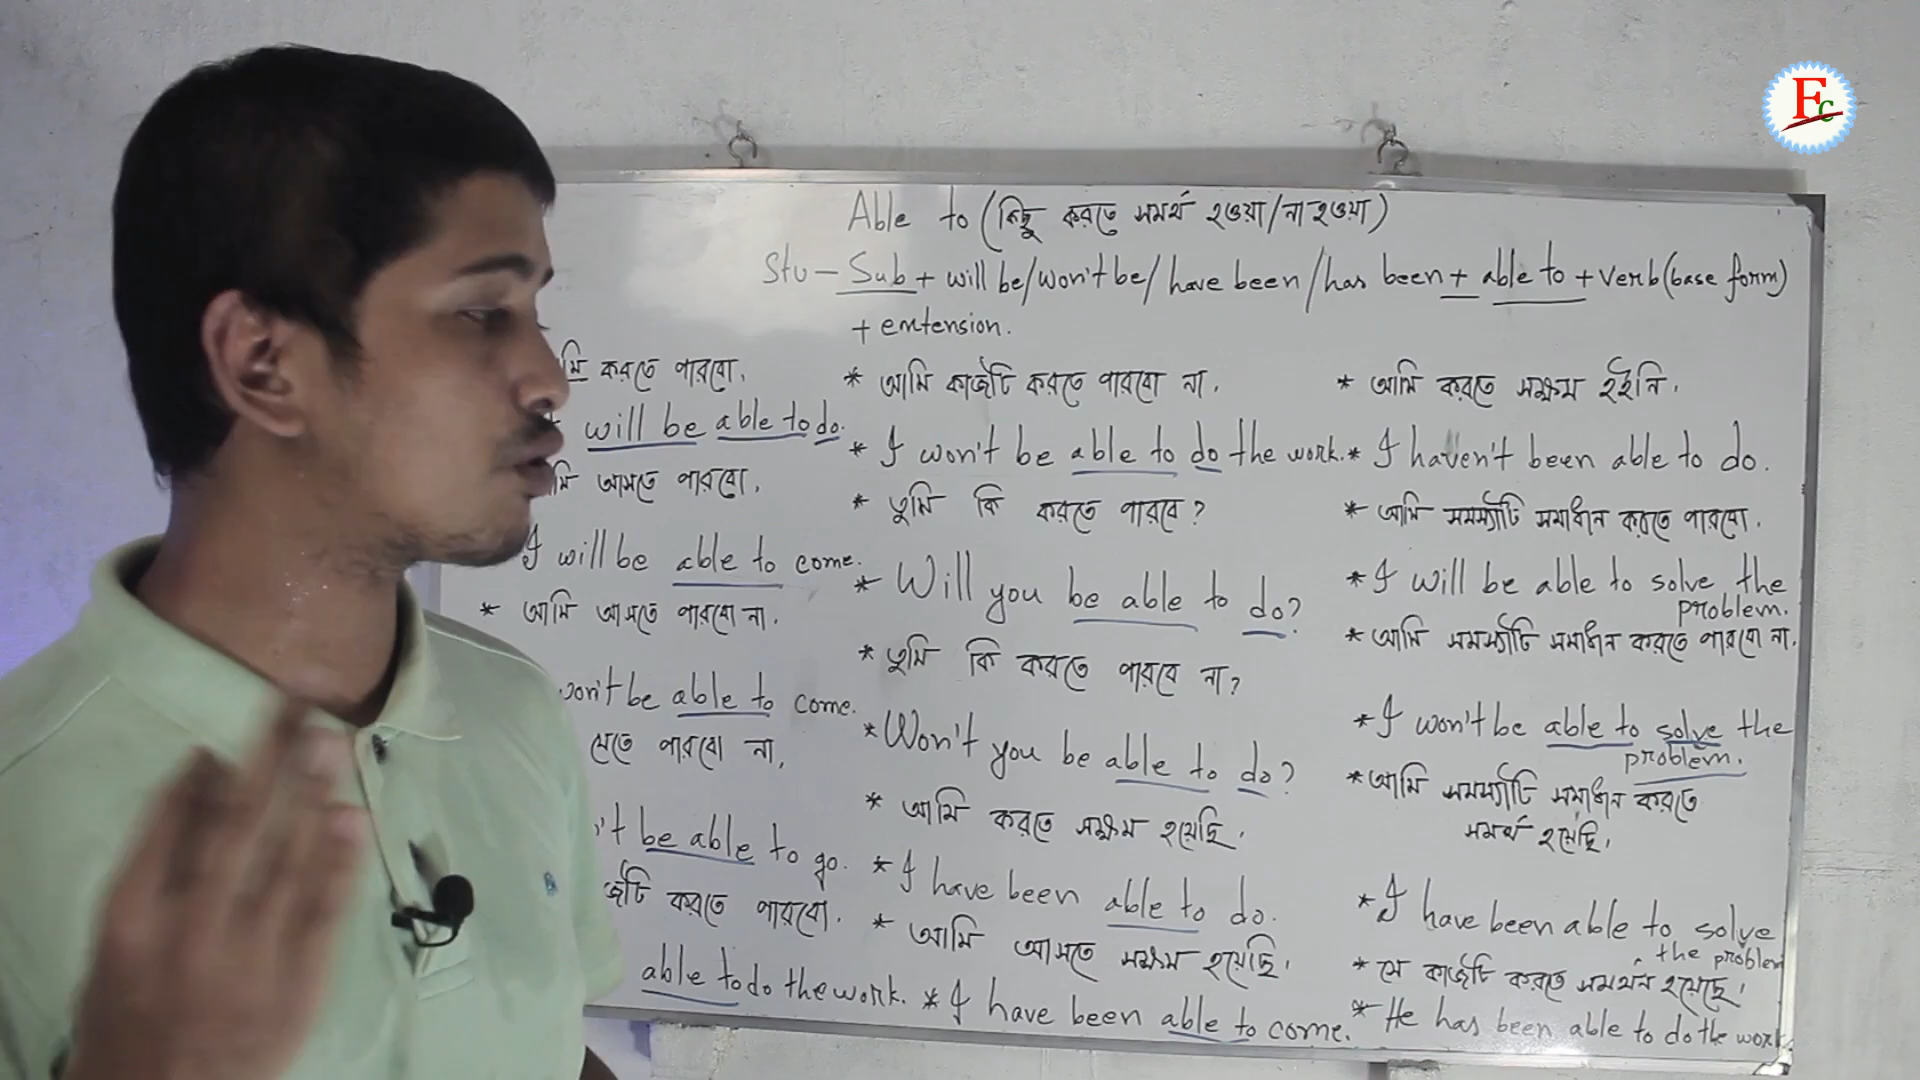 Fc
Able to (কিছু করতে সমর্থ হওয়া/না হওয়া)
Stu - Sub + will be/won't be/have been/has been + able to + verb(base form)
+ emtension.
মি করতে পারবো.
will be able to do.
মি আসতে পারবো.
I will be able to come.
* আমি আসতে পারবো না.
won't be able to come.
যেতে পারবো না,
't be able to go.
জটি করতে পারবো.
able to do the work.
* আমি কাজটি করতে পারবো না.
* I won't be able to do the work.
* তুমি কি করতে পারবে?
* Will you be able to do?
* তুমি কি করতে পারবে না?
* Won't you be able to do?
* আমি করতে সক্ষম হয়েছি.
* I have been able to do.
* আমি আসতে সক্ষম হয়েছি.
* I have been able to come.
* আমি করতে সক্ষম হইনি.
* I haven't been able to do.
* আমি সমস্যাটি সমাধান করতে পারবো.
* I will be able to solve the
problem.
* আমি সমস্যাটি সমাধান করতে পারবো না.
* I won't be able to solve the
problem.
* আমি সমস্যাটি সমাধান করতে
সমর্থ হয়েছি.
* I have been able to solve
the problem
* সে কাজটি করতে হয়েছে.
* He has been able to do the work